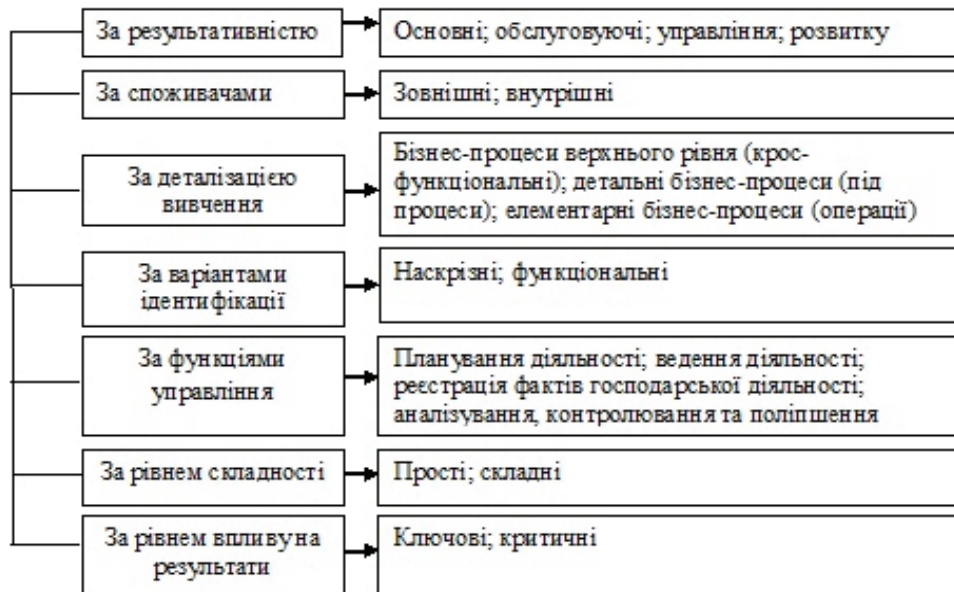 За результативністю
Основні; обслуговуючі; управління; розвитку
За споживачами
Зовнішні; внутрішні
За деталізацією
вивчення
Бізнес-процеси верхнього рівня (крос-
функціональні); детальні бізнес-процеси (під
процеси); елементарні бізнес-процеси (операції)
За варіантами
ідентифікації
Наскрізні; функціональні
За функціями
управління
Планування діяльності; ведення діяльності;
реєстрація фактів господарської діяльності;
аналізування, контролювання та поліпшення
За рівнем складності
Прості; складні
За рівнем впливу на
результати
Ключові; критичні